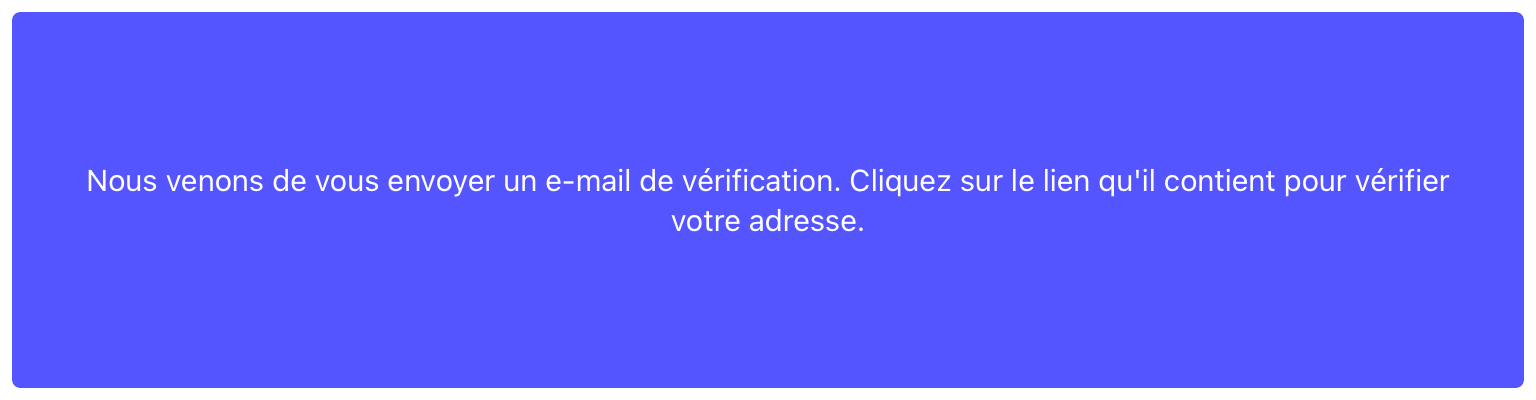 Nous venons de vous envoyer un e-mail de vérification. Cliquez sur le lien qu'il contient pour vérifier
votre adresse.